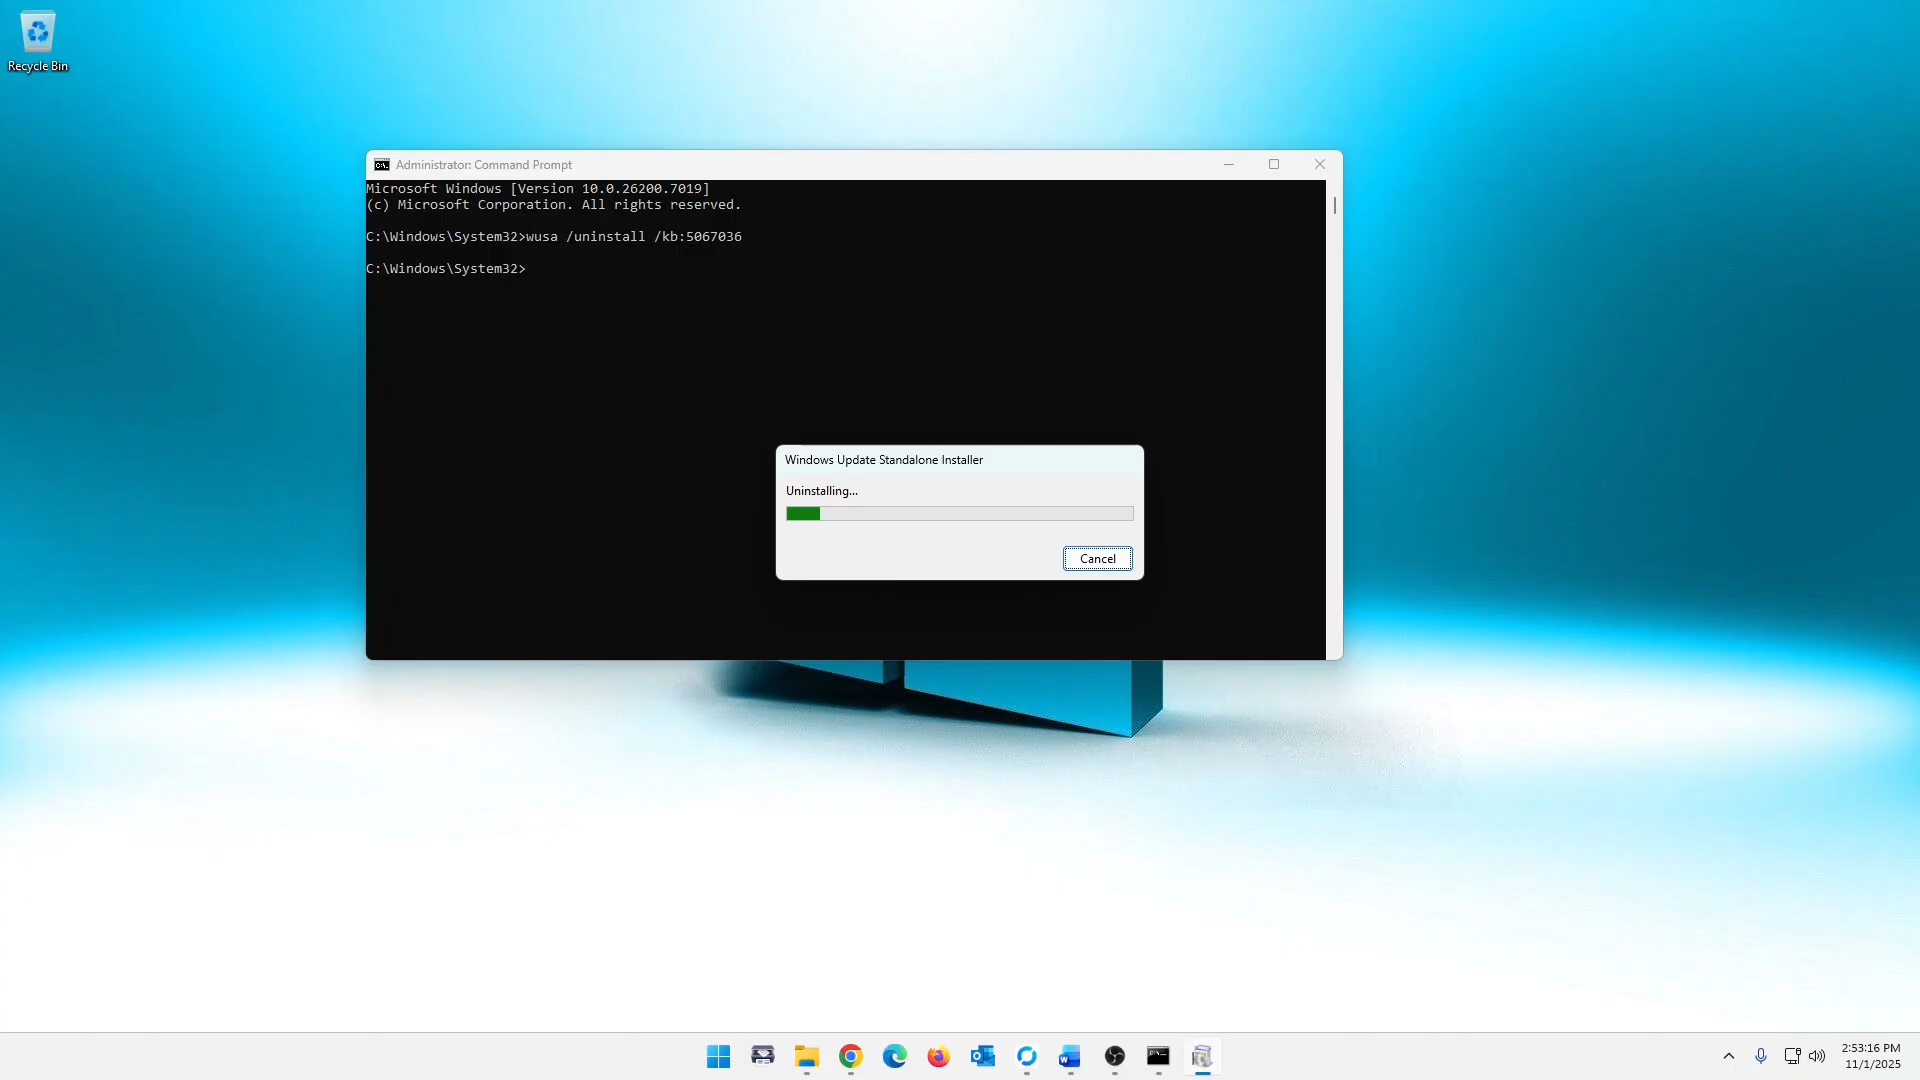 Recycle Bin
Administrator: Command Prompt
Microsoft Windows [Version 10.0.26200.7019]
(c) Microsoft Corporation. All rights reserved.
C:\Windows\System32>wusa /uninstall /kb:5067036
C:\Windows\System32>
Windows Update Standalone Installer
Uninstalling...
Cancel
2:53:16 PM
11/1/2025